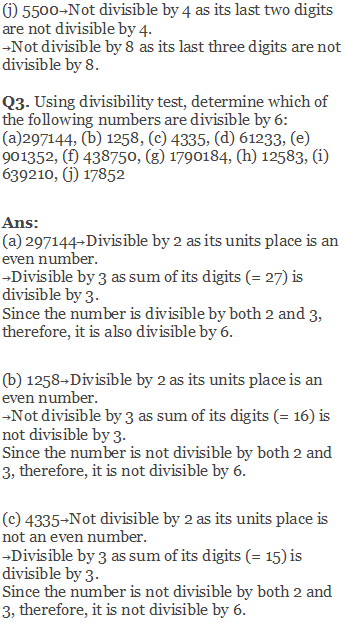 (j) 5500→Not divisible by 4 as its last two digits
are not divisible by 4.
→Not divisible by 8 as its last three digits are not
divisible by 8.
Q3. Using divisibility test, determine which of
the following numbers are divisible by 6:
(a)297144, (b) 1258, (c) 4335, (d) 61233, (e)
901352, (f) 438750, (g) 1790184, (h) 12583, (i)
639210, (j) 17852
Ans:
(a) 297144→Divisible by 2 as its units place is an
even number.
→Divisible by 3 as sum of its digits (= 27) is
divisible by 3.
Since the number is divisible by both 2 and 3,
therefore, it is also divisible by 6.
(b) 1258→Divisible by 2 as its units place is an
even number.
→Not divisible by 3 as sum of its digits (= 16) is
not divisible by 3.
Since the number is not divisible by both 2 and
3, therefore, it is not divisible by 6.
(c) 4335→Not divisible by 2 as its units place is
not an even number.
→Divisible by 3 as sum of its digits (= 15) is
divisible by 3.
Since the number is not divisible by both 2 and
3, therefore, it is not divisible by 6.